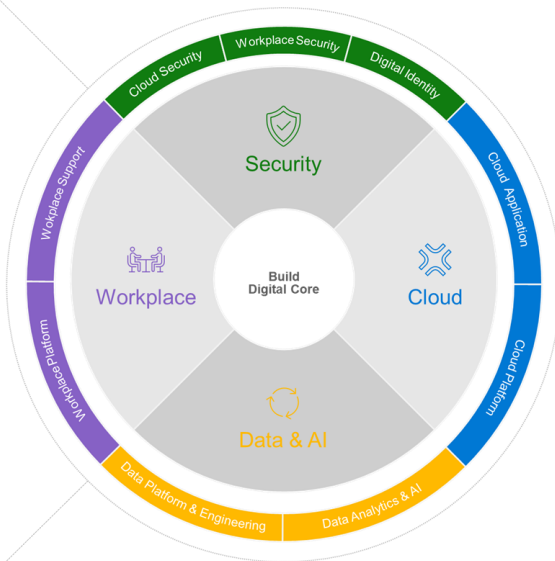 Cloud Security
Workplace Security
Digital Identity
Security
Wokplace Support
Cloud Application
Workplace
Build
Digital Core
Cloud
Workplace Platform
Cloud Platform
Data & AI
Data Platform & Engineering
Data Analytics & AI